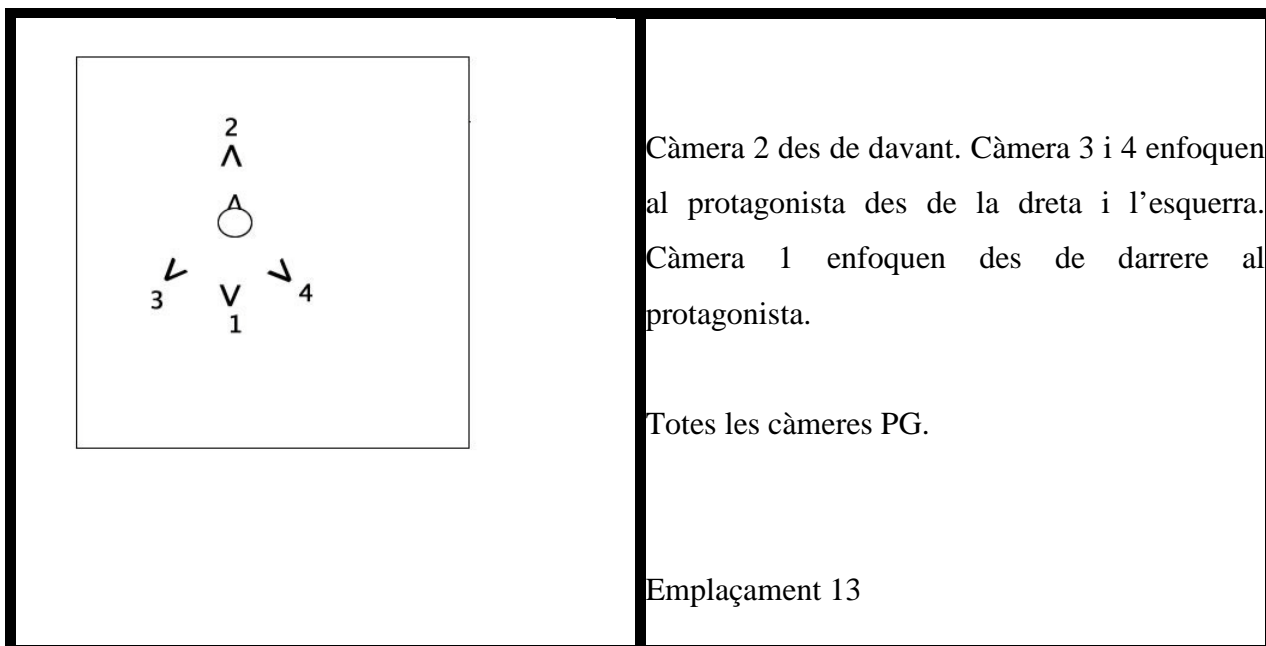 2
3
4
1
Càmera 2 des de davant. Càmera 3 i 4 enfoquen
al protagonista des de la dreta i l’esquerra.
Càmera 1 enfoquen des de darrere al
protagonista.
Totes les càmeres PG.
Emplaçament 13